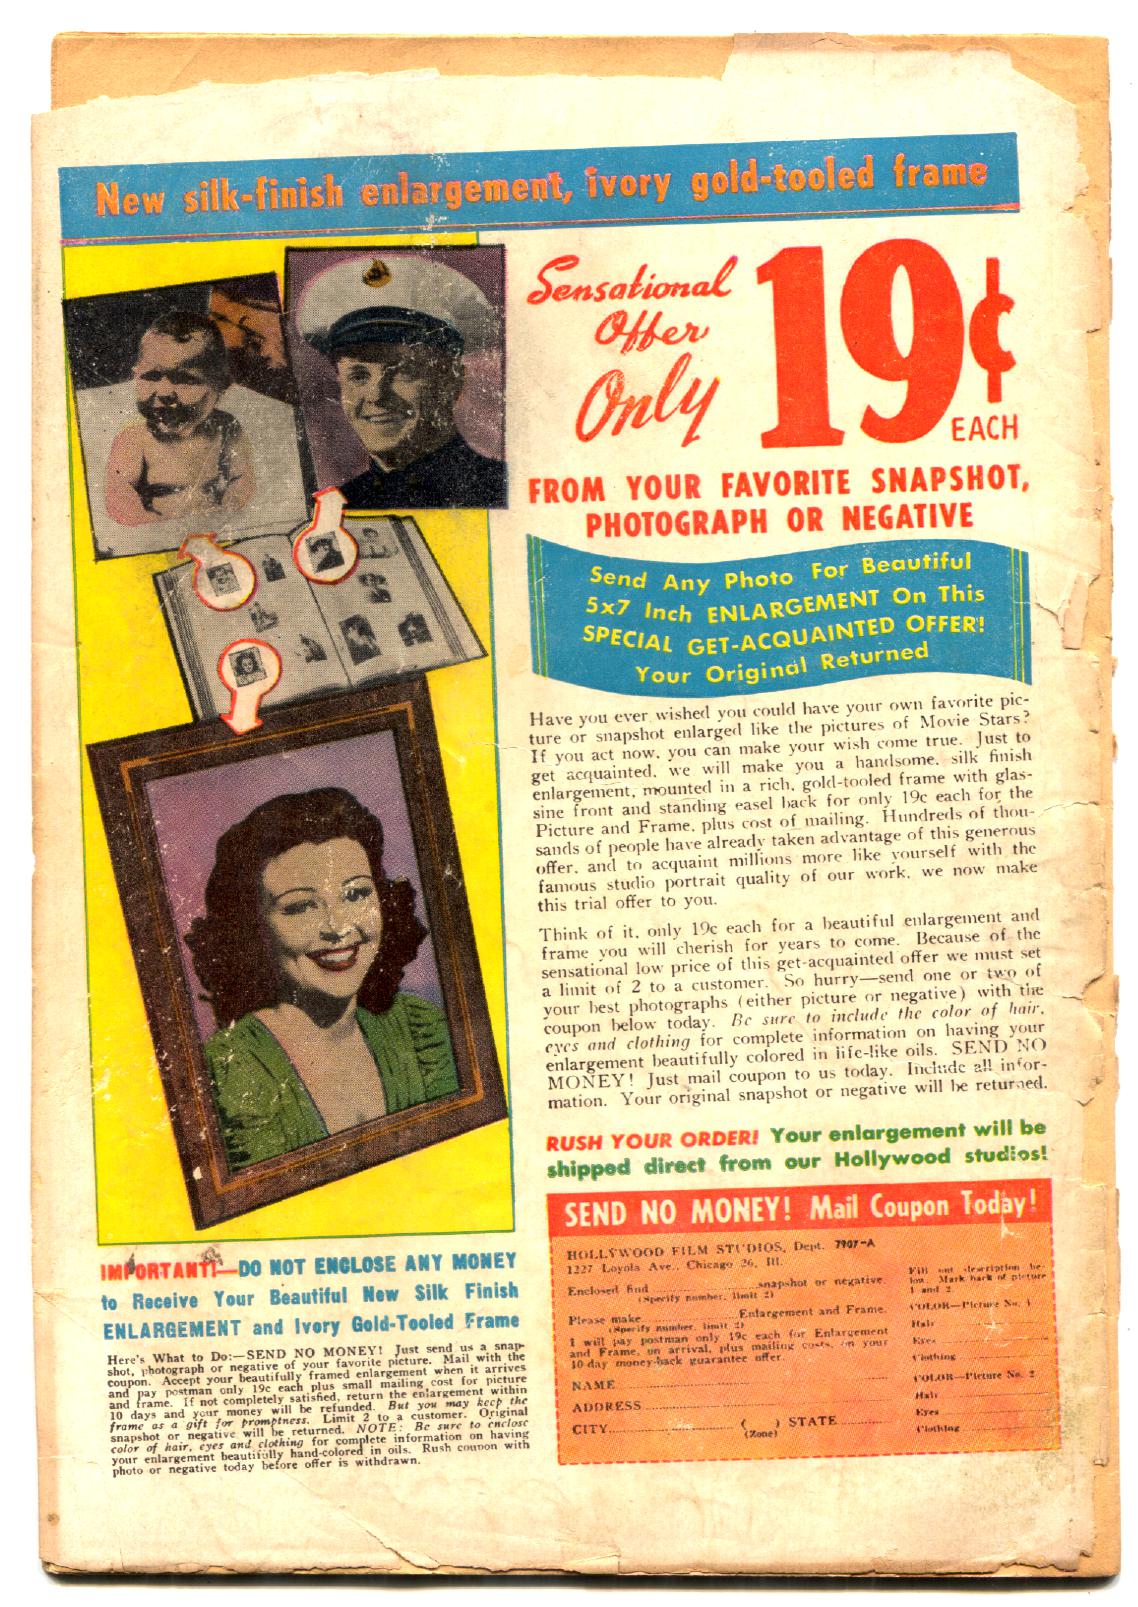 New silk-finish enlargement, ivory gold-tooled frame
Sensational
Offer
Only
19¢
EACH
FROM YOUR FAVORITE SNAPSHOT,
PHOTOGRAPH OR NEGATIVE
Send Any Photo For Beautiful
5x7 Inch ENLARGEMENT On This
SPECIAL GET-ACQUAINTED OFFER!
Your Original Returned
Have you ever wished you could have your own favorite pic-
ture or snapshot enlarged like the pictures of Movie Stars?
If you act now, you can make your wish come true. Just to
get acquainted, we will make you a handsome, silk finish
enlargement, mounted in a rich, gold-tooled frame with glas-
sine front and standing easel back for only 19c each for the
Picture and Frame, plus cost of mailing. Hundreds of thou-
sands of people have already taken advantage of this generous
offer, and to acquaint millions more like yourself with the
famous studio portrait quality of our work, we now make
this trial offer to you.
Think of it, only 19c each for a beautiful enlargement and
frame you will cherish for years to come. Because of the
sensational low price of this get-acquainted offer we must set
a limit of 2 to a customer. So hurry—send one or two of
your best photographs (either picture or negative) with the
coupon below today. Be sure to include the color of hair,
eyes and clothing for complete information on having your
enlargement beautifully colored in life-like oils. SEND NO
MONEY! Just mail coupon to us today. Include all infor-
mation. Your original snapshot or negative will be returned.
RUSH YOUR ORDER! Your enlargement will be
shipped direct from our Hollywood studios!
IMPORTANT!—DO NOT ENCLOSE ANY MONEY
to Receive Your Beautiful New Silk Finish
ENLARGEMENT and Ivory Gold-Tooled Frame
Here's What to Do:—SEND NO MONEY! Just send us a snap-
shot, photograph or negative of your favorite picture. Mail with the
coupon. Accept your beautifully framed enlargement when it arrives
and pay postman only 19c each plus small mailing cost for picture
and frame. If not completely satisfied, return the enlargement within
10 days and your money will be refunded. But you may keep the
frame as a gift for promptness. Limit 2 to a customer. Original
snapshot or negative will be returned. NOTE: Be sure to enclose
color of hair, eyes and clothing for complete information on having
your enlargement beautifully hand-colored in oils. Rush coupon with
photo or negative today before offer is withdrawn.
SEND NO MONEY! Mail Coupon Today!
HOLLYWOOD FILM STUDIOS, Dept. 7907-A
1227 Loyola Ave., Chicago 26, Ill.
Enclosed find ............snapshot or negative.
(Specify number, limit 2)
Please make............Enlargement and Frame.
(Specify number, limit 2)
I will pay postman only 19c each for Enlargement
and Frame, on arrival, plus mailing costs, on your
10-day money-back guarantee offer.
NAME
ADDRESS
CITY ( ) STATE
(Zone)
Fill out description be-
low. Mark back of picture
1 and 2.
COLOR—Picture No. 1
Hair
Eyes
Clothing
COLOR—Picture No. 2
Hair
Eyes
Clothing